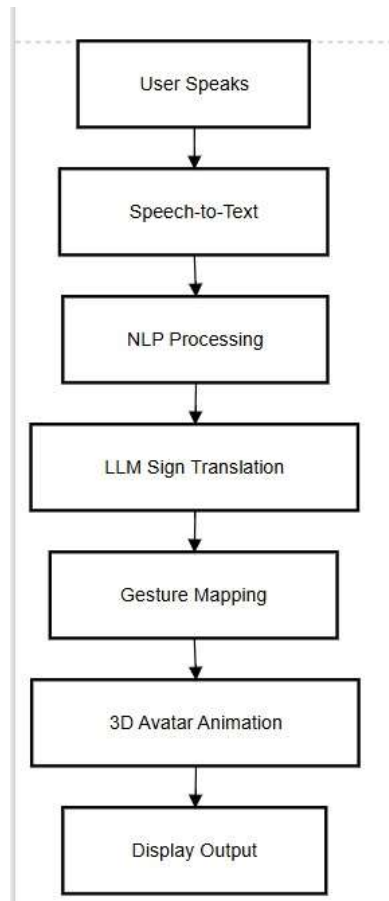 User Speaks
Speech-to-Text
NLP Processing
LLM Sign Translation
Gesture Mapping
3D Avatar Animation
Display Output